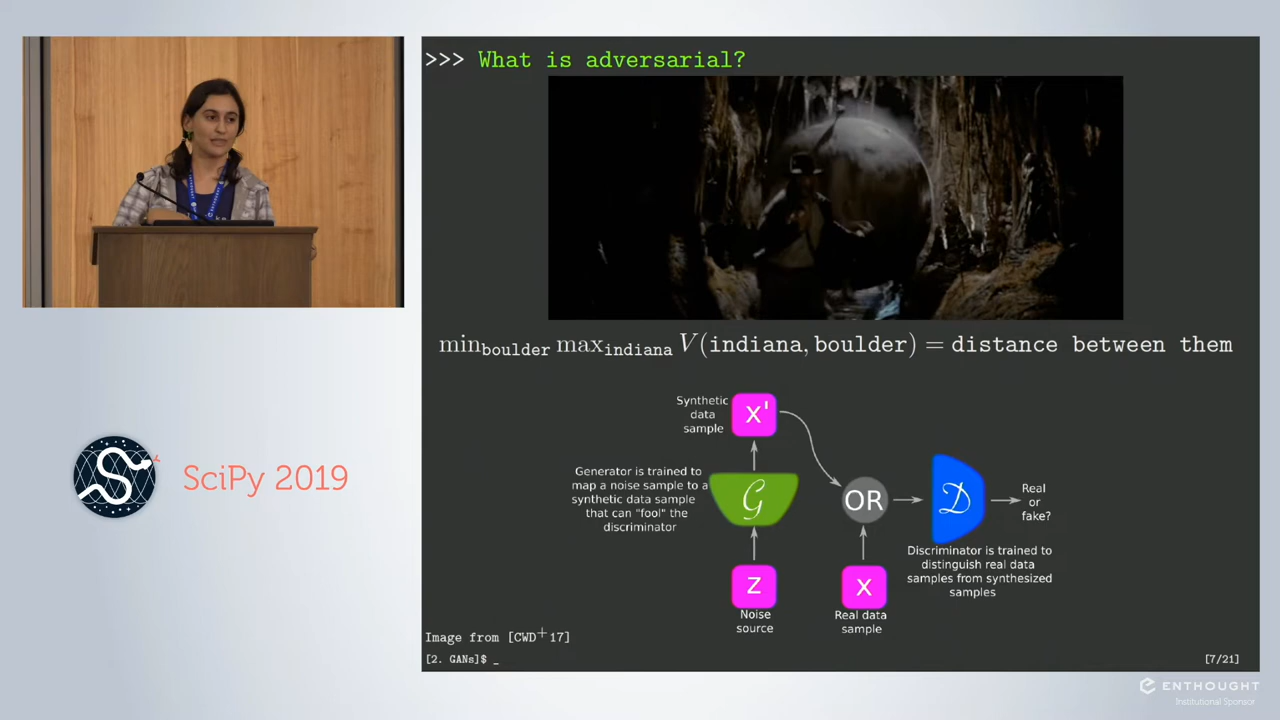 >>> What is adversarial?
min_boulder max_indiana V(indiana, boulder) = distance between them
Synthetic
data
sample
X'
Generator is trained to
map a noise sample to a
synthetic data sample
that can "fool" the
discriminator
G
OR
D
Real
or
fake?
Discriminator is trained to
distinguish real data
samples from synthesized
samples
Z
X
Noise
source
Real data
sample
Image from [CWD+17]
[2. GANs]$ _
[7/21]
S
SciPy 2019
ENTHOUGHT
Institutional Sponsor